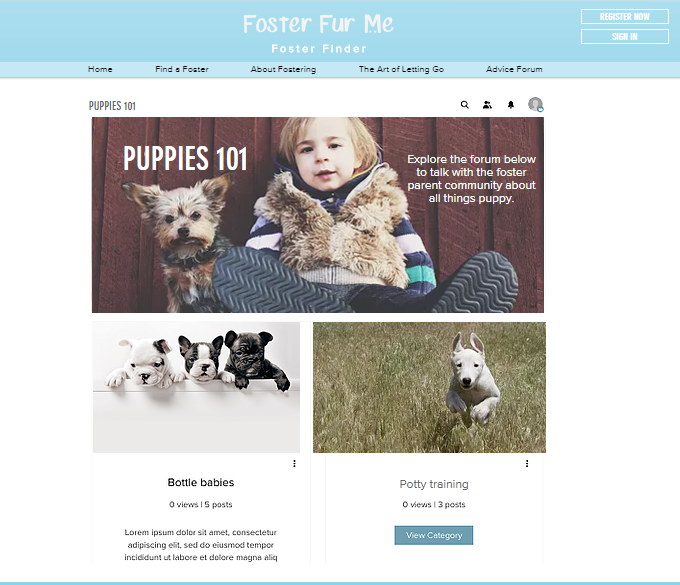 Foster Fur Me
Foster Finder
REGISTER NOW
SIGN IN
Home
Find a Foster
About Fostering
The Art of Letting Go
Advice Forum
PUPPIES 101
PUPPIES 101
Explore the forum below
to talk with the foster
parent community about
all things puppy.
Bottle babies
0 views | 5 posts
Lorem ipsum dolor sit amet, consectetur
adipiscing elit, sed do eiusmod tempor
incididunt ut labore et dolore magna aliq
Potty training
0 views | 3 posts
View Category